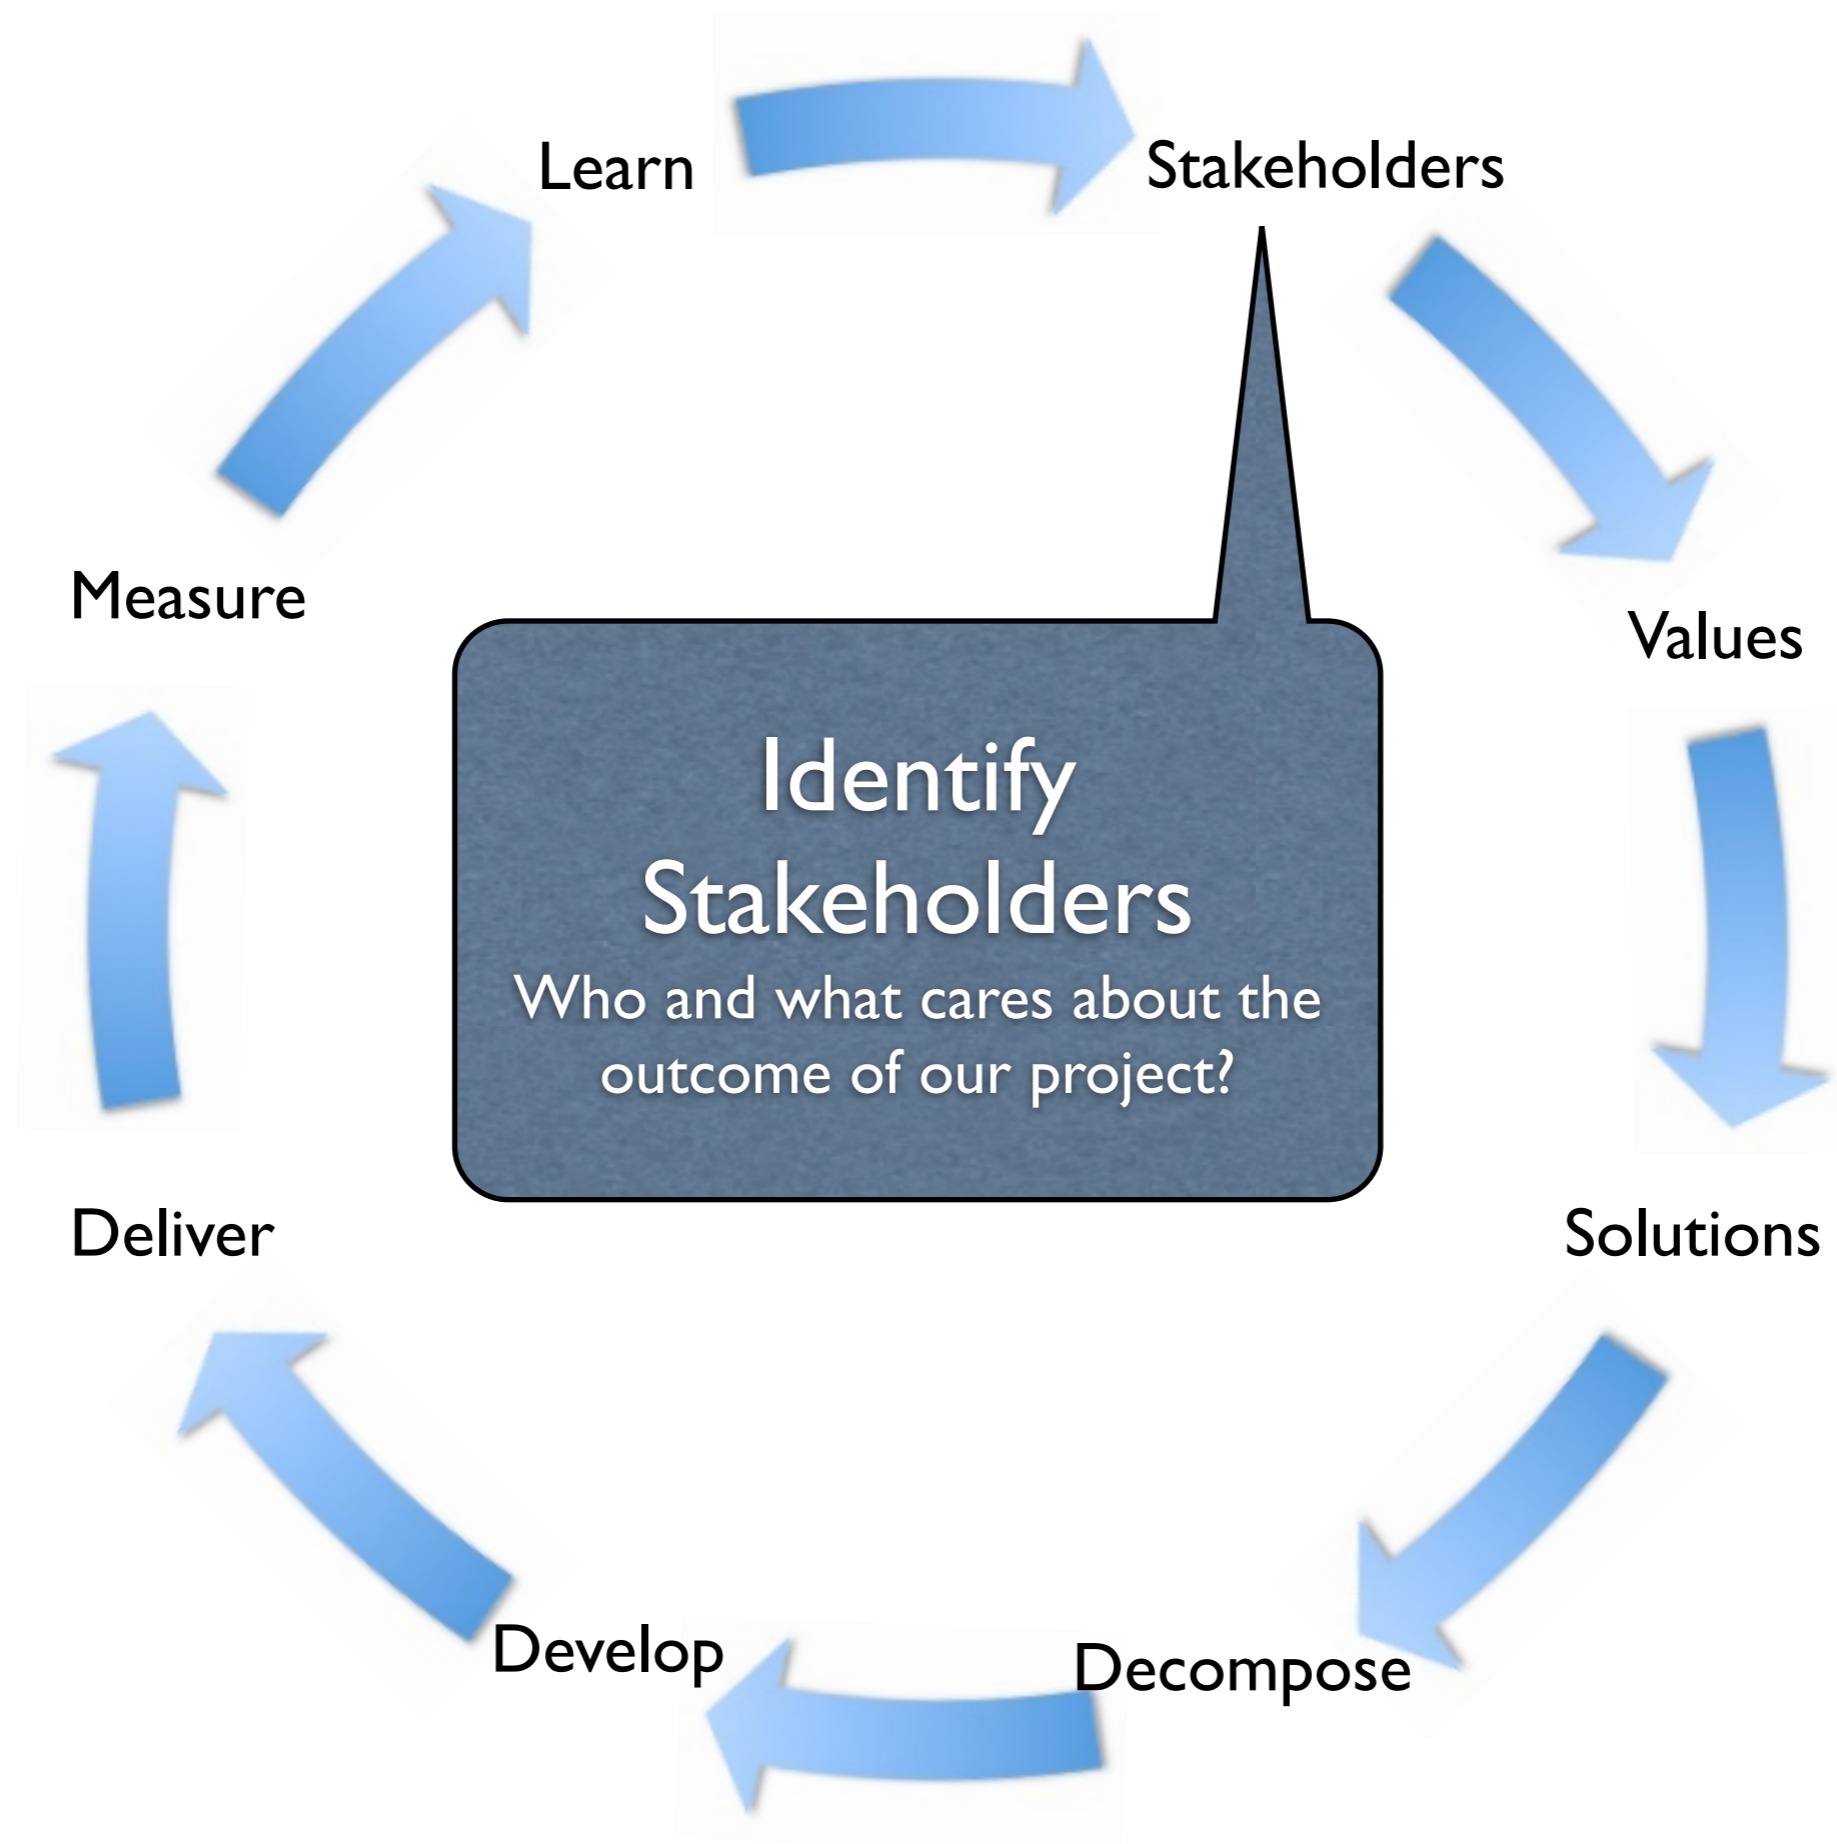 Learn
Stakeholders
Measure
Values
Identify
Stakeholders
Who and what cares about the
outcome of our project?
Deliver
Solutions
Develop
Decompose